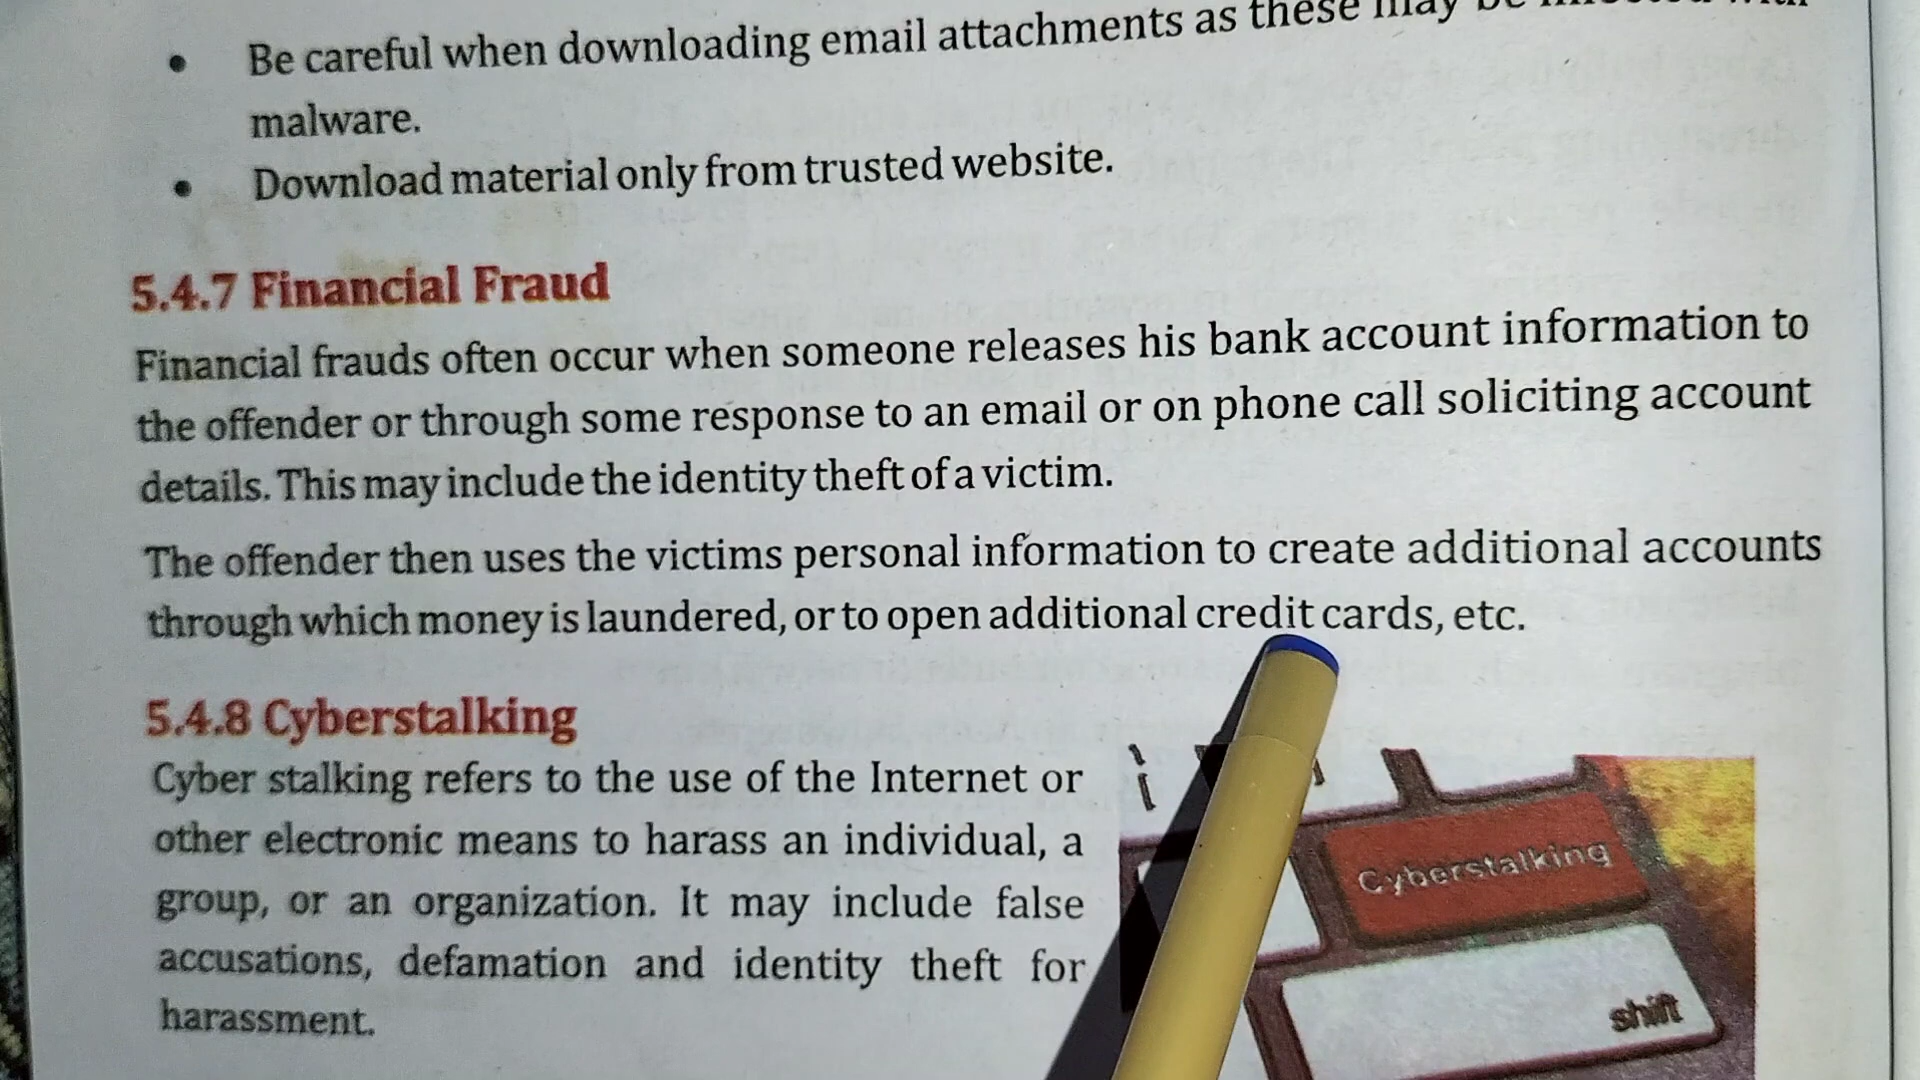 • Be careful when downloading email attachments as these may be infected with
malware.
• Download material only from trusted website.
5.4.7 Financial Fraud
Financial frauds often occur when someone releases his bank account information to
the offender or through some response to an email or on phone call soliciting account
details. This may include the identity theft of a victim.
The offender then uses the victims personal information to create additional accounts
through which money is laundered, or to open additional credit cards, etc.
5.4.8 Cyberstalking
Cyber stalking refers to the use of the Internet or
other electronic means to harass an individual, a
group, or an organization. It may include false
accusations, defamation and identity theft for
harassment.
Cyberstalking
shift